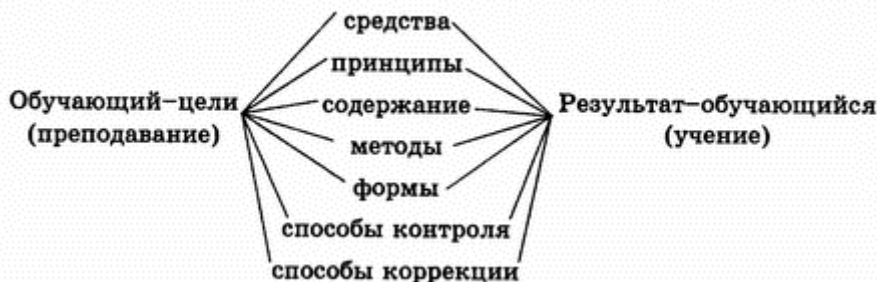 средства
принципы
Обучающий–цели
(преподавание)
содержание
методы
формы
способы контроля
способы коррекции
Результат–обучающийся
(учение)